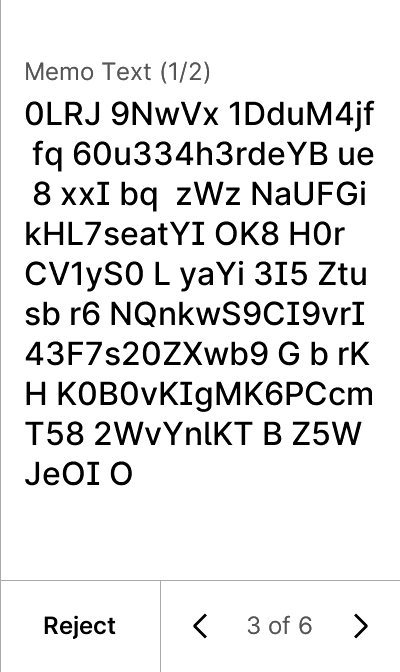 Memo Text (1/2)
0LRJ 9NwVx 1DduM4jf
 fq 60u334h3rdeYB ue
 8 xxI bq  zWz NaUFGi
kHL7seatYI OK8 H0r
CV1yS0 L yaYi 3I5 Ztu
sb r6 NQnkwS9CI9vrI
43F7s20ZXwb9 G b rK
H K0B0vKIgMK6PCcm
T58 2WvYnlKT B Z5W
JeOI O
Reject
3 of 6